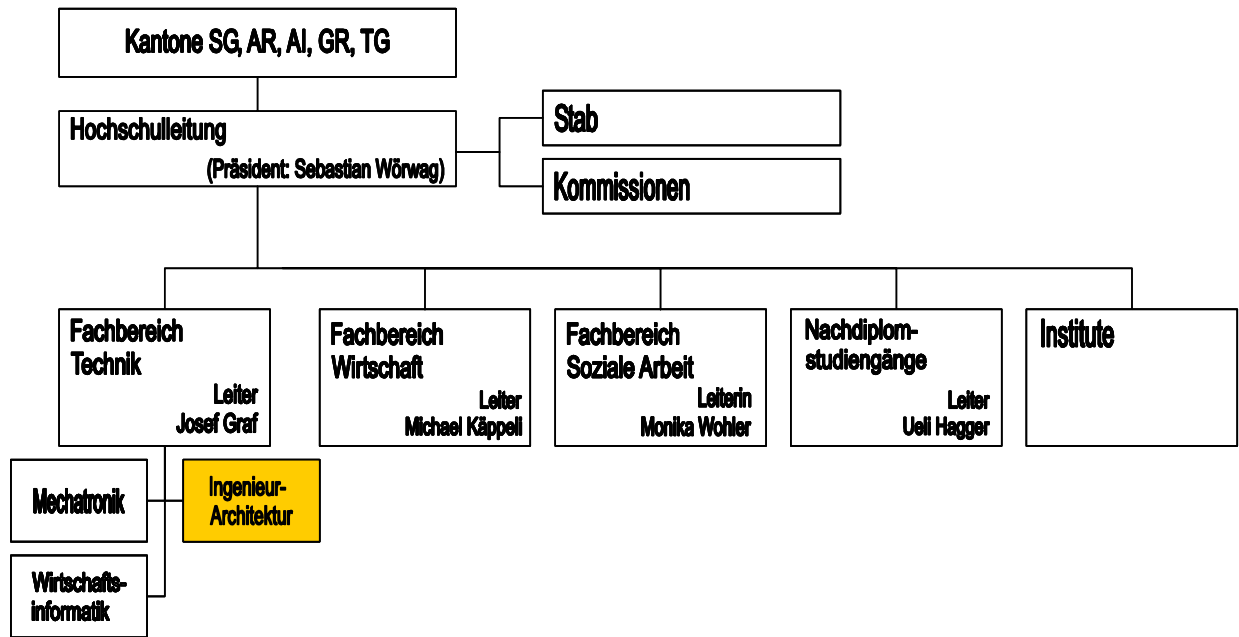 Kantone SG, AR, AI, GR, TG
Hochschulleitung
(Präsident: Sebastian Wörwag)
Stab
Kommissionen
Fachbereich
Technik
Leiter
Josef Graf
Fachbereich
Wirtschaft
Leiter
Michael Käppeli
Fachbereich
Soziale Arbeit
Leiterin
Monika Wohler
Nachdiplom-
studiengänge
Leiter
Ueli Hagger
Institute
Mechatronik
Ingenieur-
Architektur
Wirtschafts-
informatik